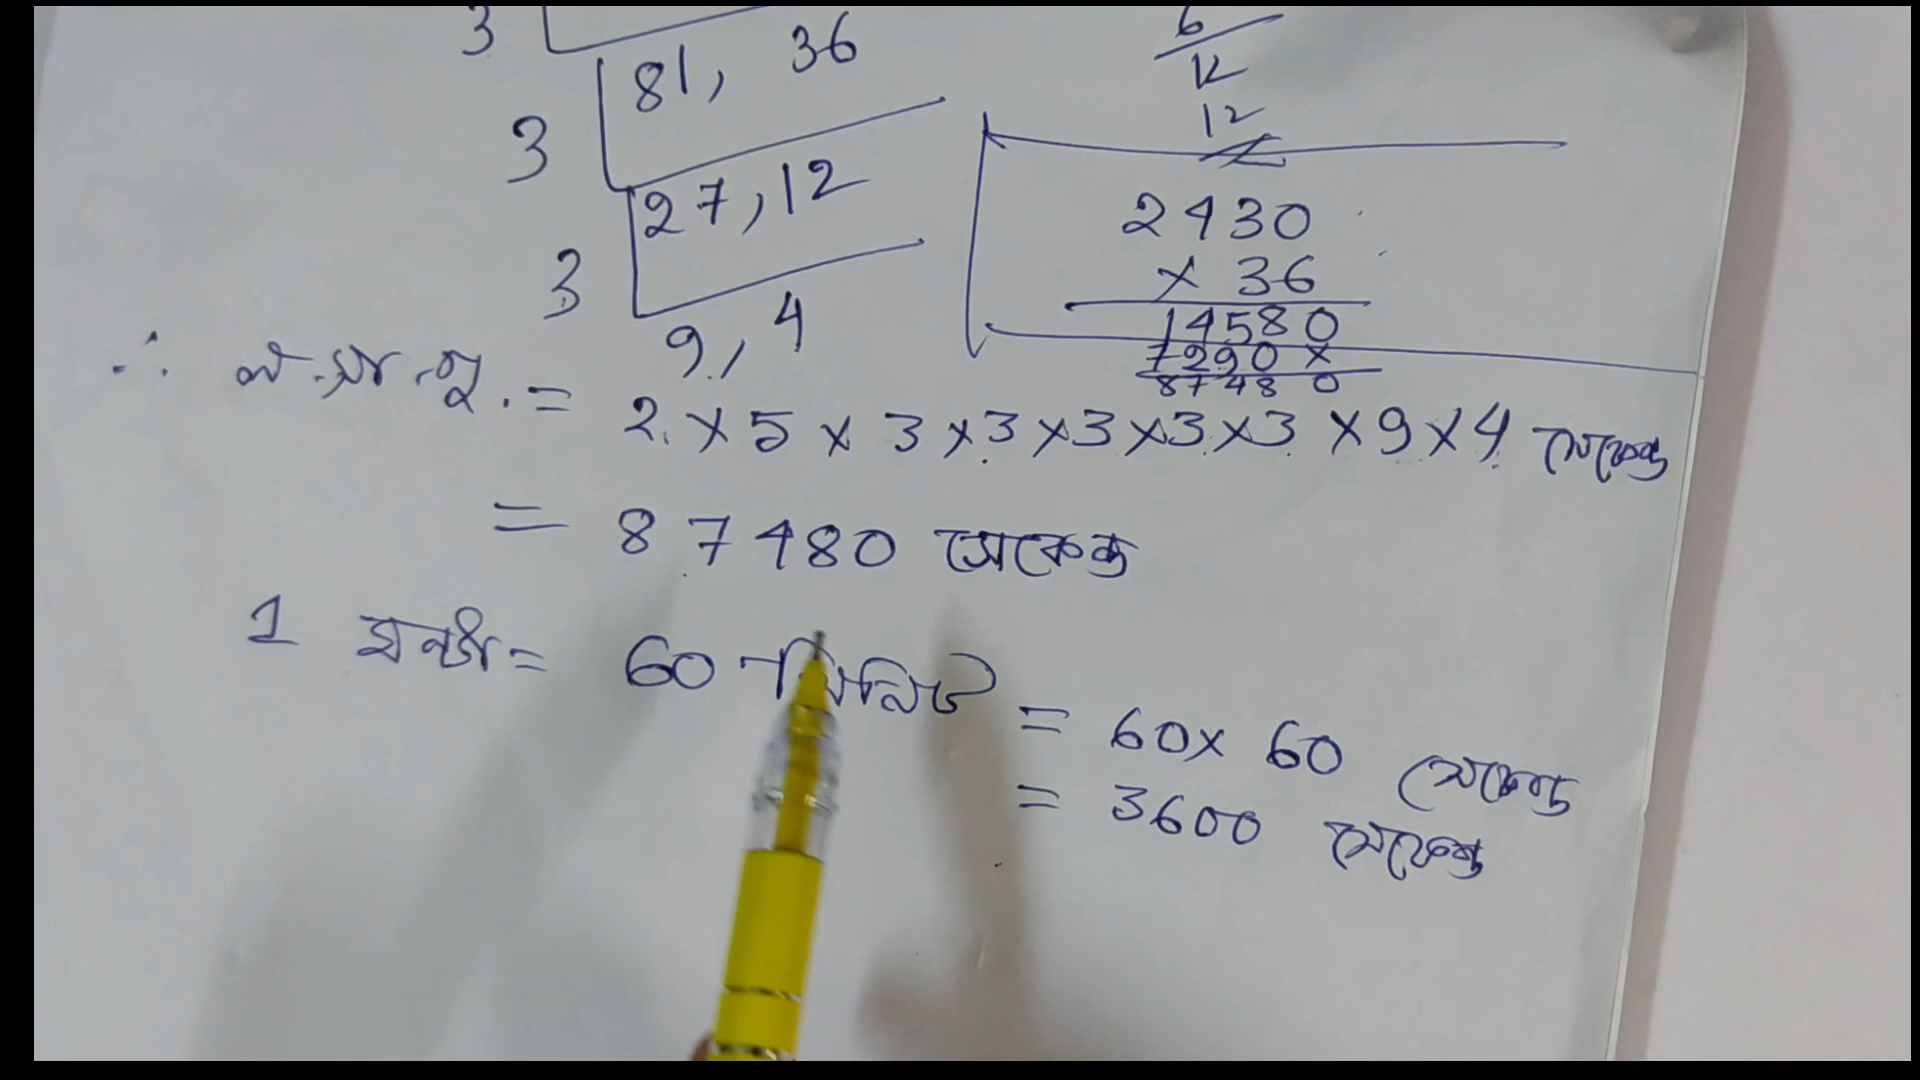 3
81, 36
3
27, 12
3
9, 4
6
12
12
2430
× 36
14580
7290 ×
87480
∴ ল.সা.গু. = 2 × 5 × 3 × 3 × 3 × 3 × 3 × 9 × 4 সেকেন্ড
= 87480 সেকেন্ড
1 ঘন্টা = 60 মিনিট
= 60 × 60 সেকেন্ড
= 3600 সেকেন্ড